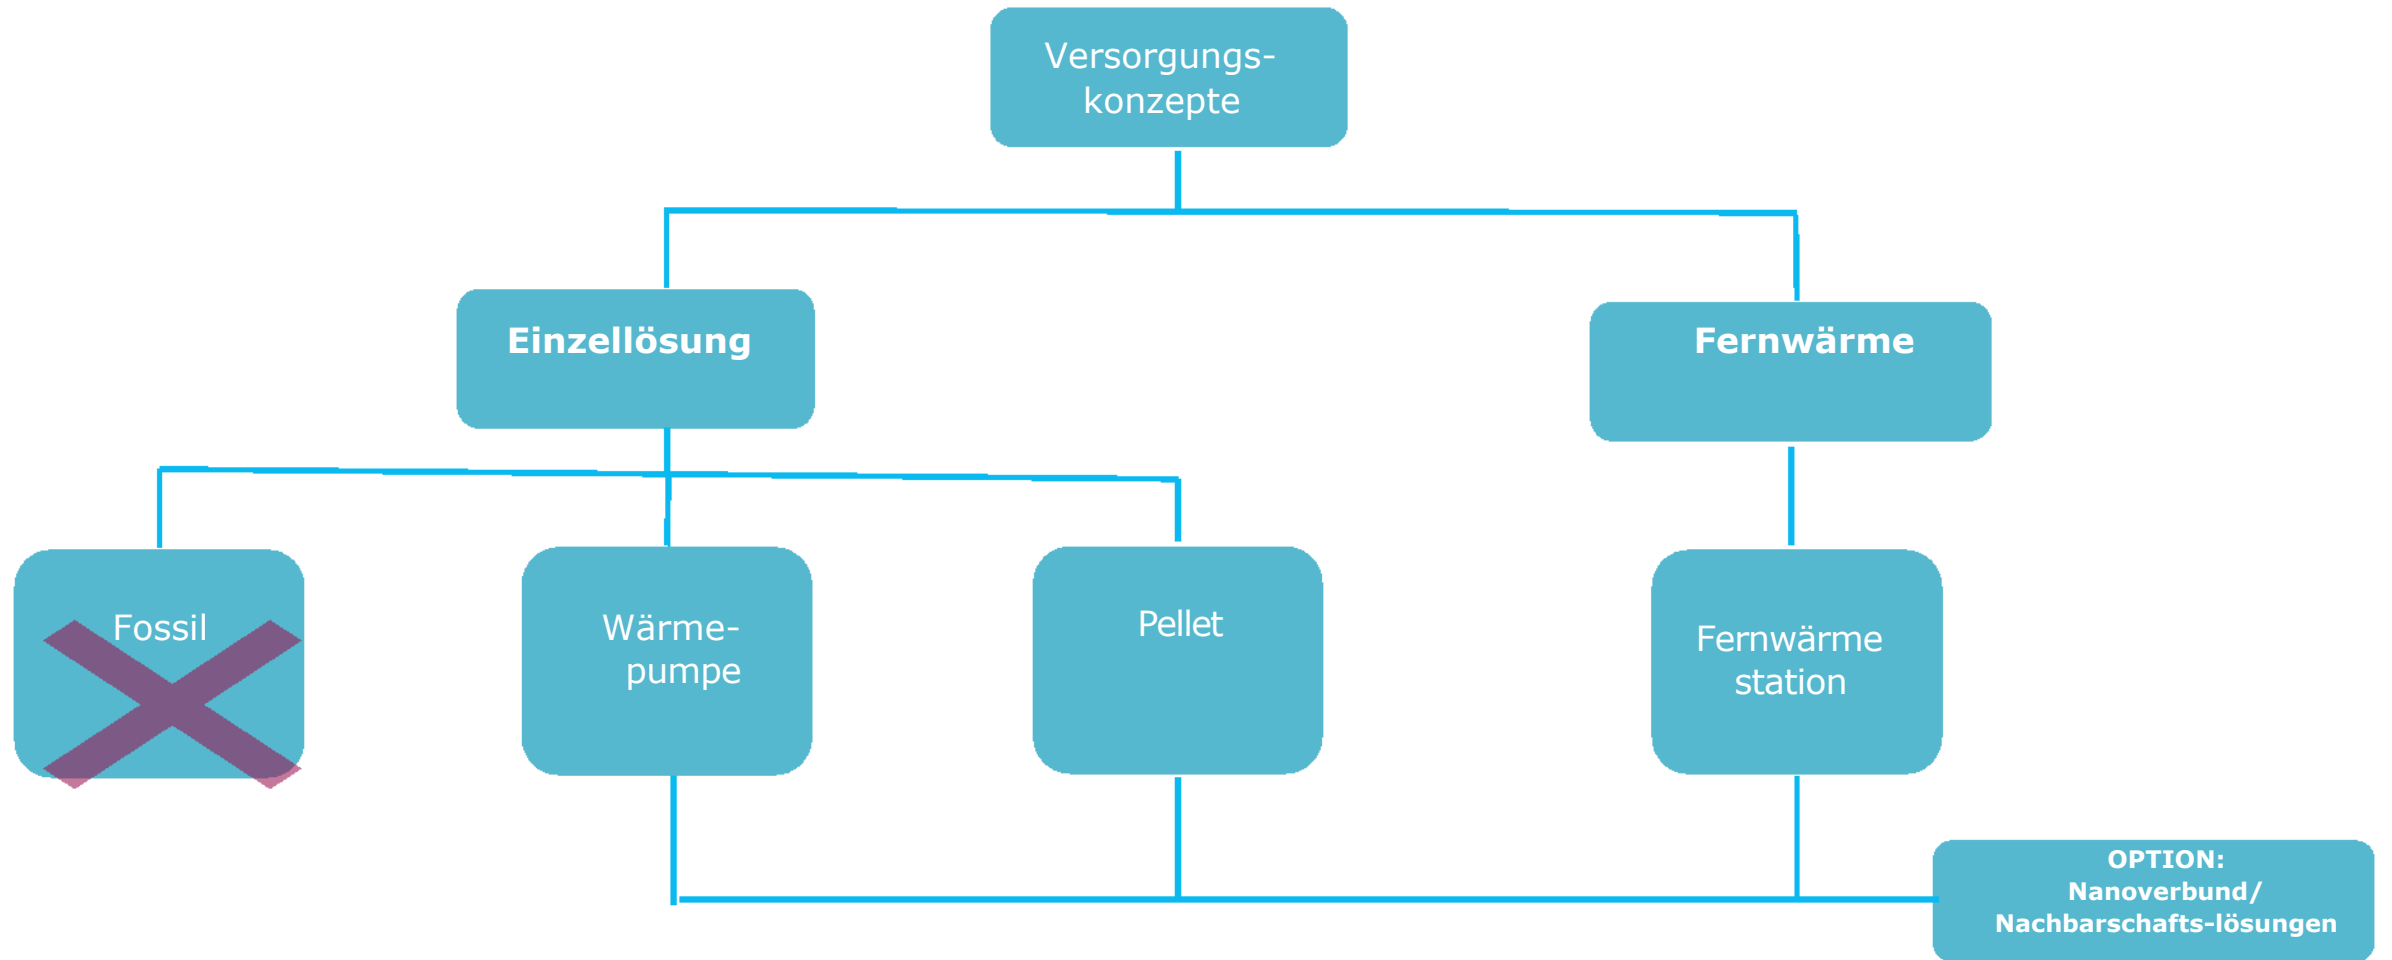 Versorgungs-
konzepte
Einzellösung
Fernwärme
Fossil
Wärme-
pumpe
Pellet
Fernwärme
station
OPTION:
Nanoverbund/
Nachbarschafts-lösungen